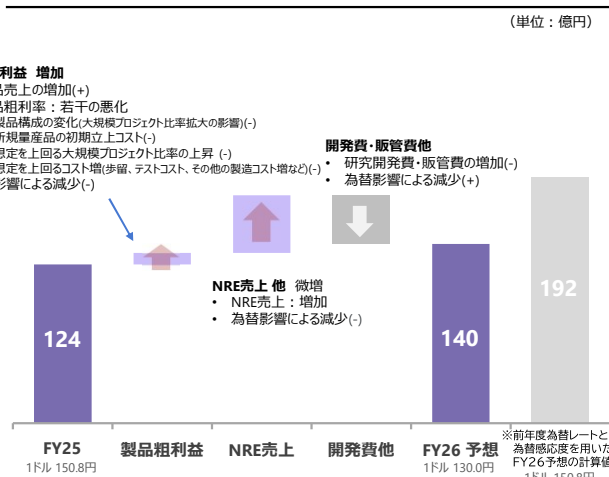 （単位：億円）
利益 増加
品売上の増加(+)
粗利率：若干の悪化
製品構成の変化(大規模プロジェクト比率拡大の影響)(-)
新規量産品の初期立上コスト(-)
想定を上回る大規模プロジェクト比率の上昇 (-)
想定を上回るコスト増(歩留、テストコスト、その他の製造コスト増など)(-)
影響による減少(-)
開発費・販管費他
• 研究開発費・販管費の増加(-)
• 為替影響による減少(+)
NRE売上 他 微増
• NRE売上：増加
• 為替影響による減少(-)
124
140
192
FY25
1ドル 150.8円
製品粗利益
NRE売上
開発費他
FY26 予想
1ドル 130.0円
※前年度為替レートと
為替感応度を用いた
FY26予想の計算値
1ドル 150.8円